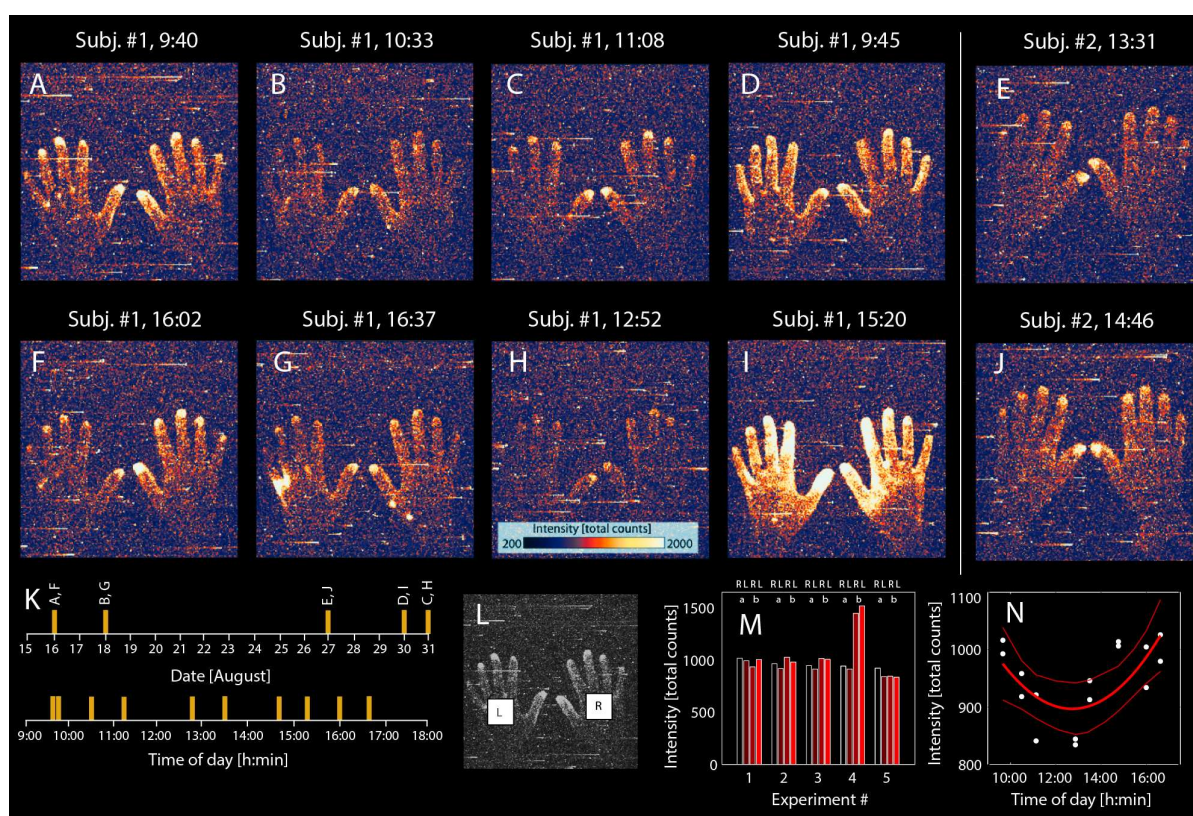 Subj. #1, 9:40
Subj. #1, 10:33
Subj. #1, 11:08
Subj. #1, 9:45
Subj. #2, 13:31
A
B
C
D
E
Subj. #1, 16:02
Subj. #1, 16:37
Subj. #1, 12:52
Subj. #1, 15:20
Subj. #2, 14:46
F
G
H
I
J
Intensity [total counts]
200 2000
K
A, F
B, G
E, J
D, I
C, H
15 16 17 18 19 20 21 22 23 24 25 26 27 28 29 30 31
Date [August]
9:00 10:00 11:00 12:00 13:00 14:00 15:00 16:00 17:00 18:00
Time of day [h:min]
L
L
R
R L R L R L R L R L R L R L R L R L R L
a b a b a b a b a b
M
Intensity [total counts]
1500
1000
500
0
1 2 3 4 5
Experiment #
N
Intensity [total counts]
1100
1000
900
800
10:00 12:00 14:00 16:00
Time of day [h:min]